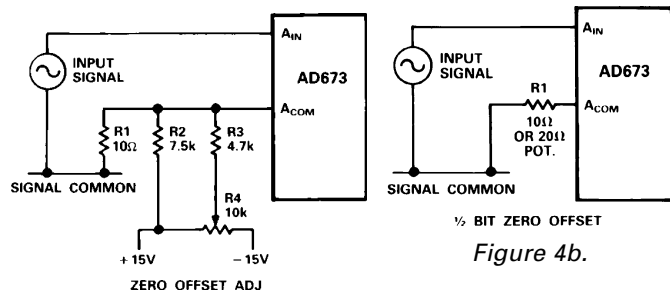 INPUT
SIGNAL
AIN
AD673
ACOM
R1
10Ω
R2
7.5k
R3
4.7k
SIGNAL COMMON
R4
10k
+15V
−15V
ZERO OFFSET ADJ
INPUT
SIGNAL
AIN
AD673
R1
ACOM
10Ω
OR 20Ω
POT.
SIGNAL COMMON
½ BIT ZERO OFFSET
Figure 4b.